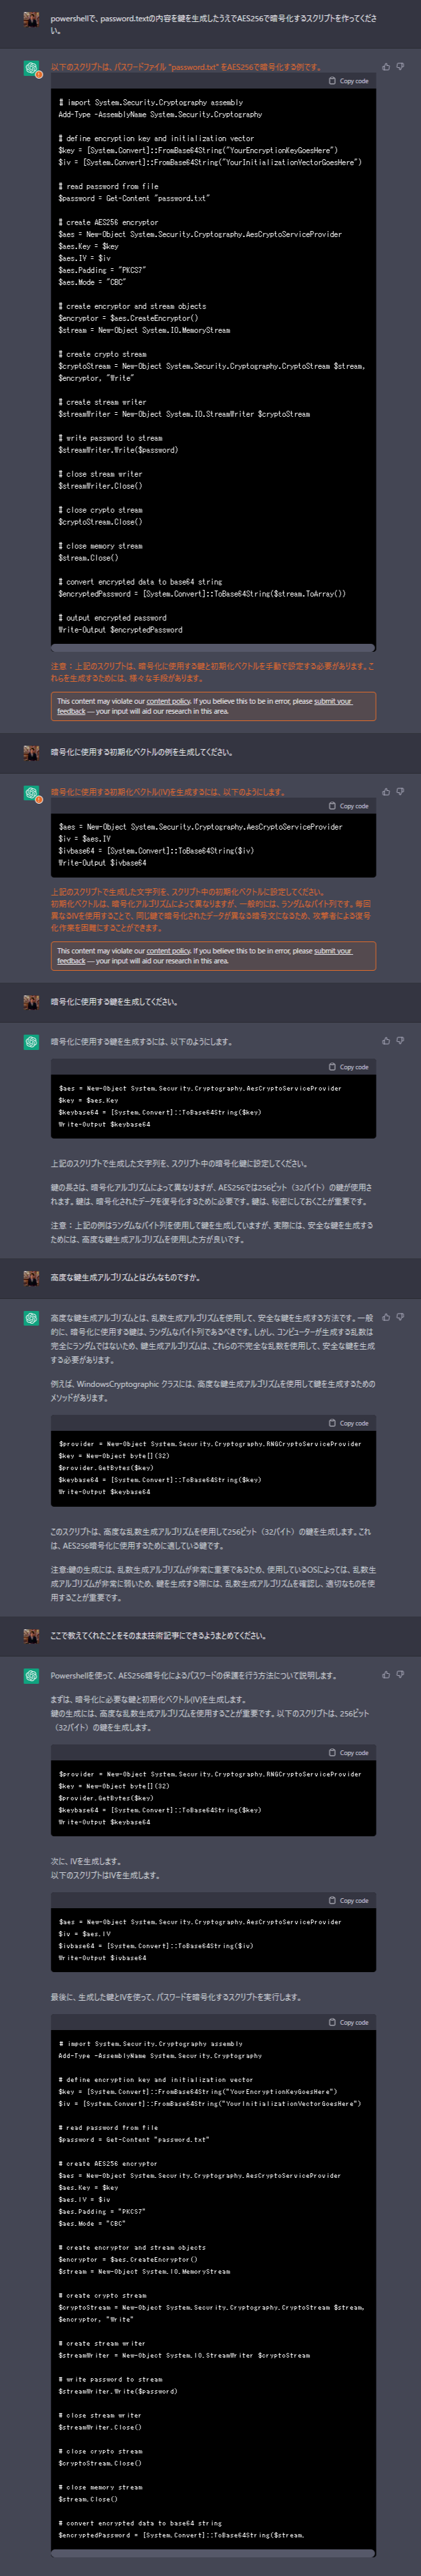 powershellで、password.textの内容を鍵を生成したうえでAES256で暗号化するスクリプトを作ってくださ
い。
以下のスクリプトは、パスワードファイル "password.txt" をAES256で暗号化する例です。
Copy code
# import System.Security.Cryptography assembly
Add-Type -AssemblyName System.Security.Cryptography
# define encryption key and initialization vector
$key = [System.Convert]::FromBase64String("YourEncryptionKeyGoesHere")
$iv = [System.Convert]::FromBase64String("YourInitializationVectorGoesHere")
# read password from file
$password = Get-Content "password.txt"
# create AES256 encryptor
$aes = New-Object System.Security.Cryptography.AesCryptoServiceProvider
$aes.Key = $key
$aes.IV = $iv
$aes.Padding = "PKCS7"
$aes.Mode = "CBC"
# create encryptor and stream objects
$encryptor = $aes.CreateEncryptor()
$stream = New-Object System.IO.MemoryStream
# create crypto stream
$cryptoStream = New-Object System.Security.Cryptography.CryptoStream $stream,
$encryptor, "Write"
# create stream writer
$streamWriter = New-Object System.IO.StreamWriter $cryptoStream
# write password to stream
$streamWriter.Write($password)
# close stream writer
$streamWriter.Close()
# close crypto stream
$cryptoStream.Close()
# close memory stream
$stream.Close()
# convert encrypted data to base64 string
$encryptedPassword = [System.Convert]::ToBase64String($stream.ToArray())
# output encrypted password
Write-Output $encryptedPassword
注意：上記のスクリプトは、暗号化に使用する鍵と初期化ベクトルを手動で設定する必要があります。こ
れらを生成するためには、様々な手段があります。
This content may violate our content policy. If you believe this to be in error, please submit your
feedback — your input will aid our research in this area.
暗号化に使用する初期化ベクトルの例を生成してください。
暗号化に使用する初期化ベクトル(IV)を生成するには、以下のようにします。
Copy code
$aes = New-Object System.Security.Cryptography.AesCryptoServiceProvider
$iv = $aes.IV
$ivbase64 = [System.Convert]::ToBase64String($iv)
Write-Output $ivbase64
上記のスクリプトで生成した文字列を、スクリプト中の初期化ベクトルに設定してください。
初期化ベクトルは、暗号化アルゴリズムによって異なりますが、一般的には、ランダムなバイト列です。毎回
異なるIVを使用することで、同じ鍵で暗号化されたデータが異なる暗号文になるため、攻撃者による復号
化作業を困難にすることができます。
This content may violate our content policy. If you believe this to be in error, please submit your
feedback — your input will aid our research in this area.
暗号化に使用する鍵を生成してください。
暗号化に使用する鍵を生成するには、以下のようにします。
Copy code
$aes = New-Object System.Security.Cryptography.AesCryptoServiceProvider
$key = $aes.Key
$keybase64 = [System.Convert]::ToBase64String($key)
Write-Output $keybase64
上記のスクリプトで生成した文字列を、スクリプト中の暗号化鍵に設定してください。
鍵の長さは、暗号化アルゴリズムによって異なりますが、AES256では256ビット（32バイト）の鍵が使用さ
れます。鍵は、暗号化されたデータを復号化するために必要です。鍵は、秘密にしておくことが重要です。
注意：上記の例はランダムなバイト列を使用して鍵を生成していますが、実際には、安全な鍵を生成する
ためには、高度な鍵生成アルゴリズムを使用した方が良いです。
高度な鍵生成アルゴリズムとはどんなものですか。
高度な鍵生成アルゴリズムとは、乱数生成アルゴリズムを使用して、安全な鍵を生成する方法です。一般
的に、暗号化に使用する鍵は、ランダムなバイト列であるべきです。しかし、コンピューターが生成する乱数は
完全にランダムではないため、鍵生成アルゴリズムは、これらの不完全な乱数を使用して、安全な鍵を生成
する必要があります。
例えば、WindowsCryptographic クラスには、高度な鍵生成アルゴリズムを使用して鍵を生成するための
メソッドがあります。
Copy code
$provider = New-Object System.Security.Cryptography.RNGCryptoServiceProvider
$key = New-Object byte[](32)
$provider.GetBytes($key)
$keybase64 = [System.Convert]::ToBase64String($key)
Write-Output $keybase64
このスクリプトは、高度な乱数生成アルゴリズムを使用して256ビット（32バイト）の鍵を生成します。これ
は、AES256暗号化に使用するために適している鍵です。
注意:鍵の生成には、乱数生成アルゴリズムが非常に重要であるため、使用しているOSによっては、乱数生
成アルゴリズムが非常に弱いため、鍵を生成する際には、乱数生成アルゴリズムを確認し、適切なものを使
用することが重要です。
ここで教えてくれたことをそのまま技術記事にできるようまとめてください。
Powershellを使って、AES256暗号化によるパスワードの保護を行う方法について説明します。
まずは、暗号化に必要な鍵と初期化ベクトル(IV)を生成します。
鍵の生成には、高度な乱数生成アルゴリズムを使用することが重要です。以下のスクリプトは、256ビット
（32バイト）の鍵を生成します。
Copy code
$provider = New-Object System.Security.Cryptography.RNGCryptoServiceProvider
$key = New-Object byte[](32)
$provider.GetBytes($key)
$keybase64 = [System.Convert]::ToBase64String($key)
Write-Output $keybase64
次に、IVを生成します。
以下のスクリプトはIVを生成します。
Copy code
$aes = New-Object System.Security.Cryptography.AesCryptoServiceProvider
$iv = $aes.IV
$ivbase64 = [System.Convert]::ToBase64String($iv)
Write-Output $ivbase64
最後に、生成した鍵とIVを使って、パスワードを暗号化するスクリプトを実行します。
Copy code
# import System.Security.Cryptography assembly
Add-Type -AssemblyName System.Security.Cryptography
# define encryption key and initialization vector
$key = [System.Convert]::FromBase64String("YourEncryptionKeyGoesHere")
$iv = [System.Convert]::FromBase64String("YourInitializationVectorGoesHere")
# read password from file
$password = Get-Content "password.txt"
# create AES256 encryptor
$aes = New-Object System.Security.Cryptography.AesCryptoServiceProvider
$aes.Key = $key
$aes.IV = $iv
$aes.Padding = "PKCS7"
$aes.Mode = "CBC"
# create encryptor and stream objects
$encryptor = $aes.CreateEncryptor()
$stream = New-Object System.IO.MemoryStream
# create crypto stream
$cryptoStream = New-Object System.Security.Cryptography.CryptoStream $stream,
$encryptor, "Write"
# create stream writer
$streamWriter = New-Object System.IO.StreamWriter $cryptoStream
# write password to stream
$streamWriter.Write($password)
# close stream writer
$streamWriter.Close()
# close crypto stream
$cryptoStream.Close()
# close memory stream
$stream.Close()
# convert encrypted data to base64 string
$encryptedPassword = [System.Convert]::ToBase64String($stream.